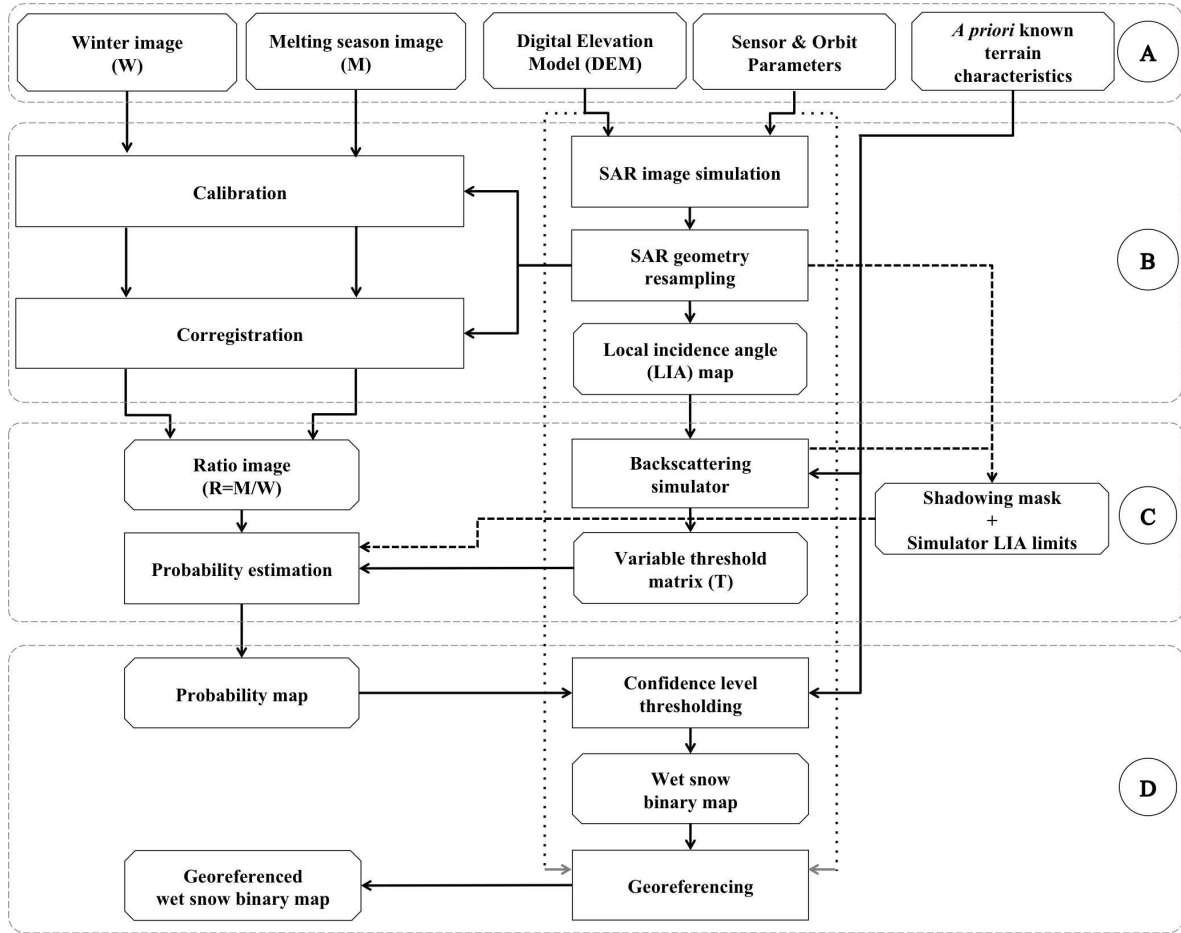 Winter image
(W)
Melting season image
(M)
Digital Elevation
Model (DEM)
Sensor & Orbit
Parameters
A priori known
terrain
characteristics
A
Calibration
SAR image simulation
SAR geometry
resampling
B
Corregistration
Local incidence angle
(LIA) map
Ratio image
(R=M/W)
Backscattering
simulator
Shadowing mask
+
Simulator LIA limits
C
Probability estimation
Variable threshold
matrix (T)
Probability map
Confidence level
thresholding
Wet snow
binary map
D
Georeferenced
wet snow binary map
Georeferencing